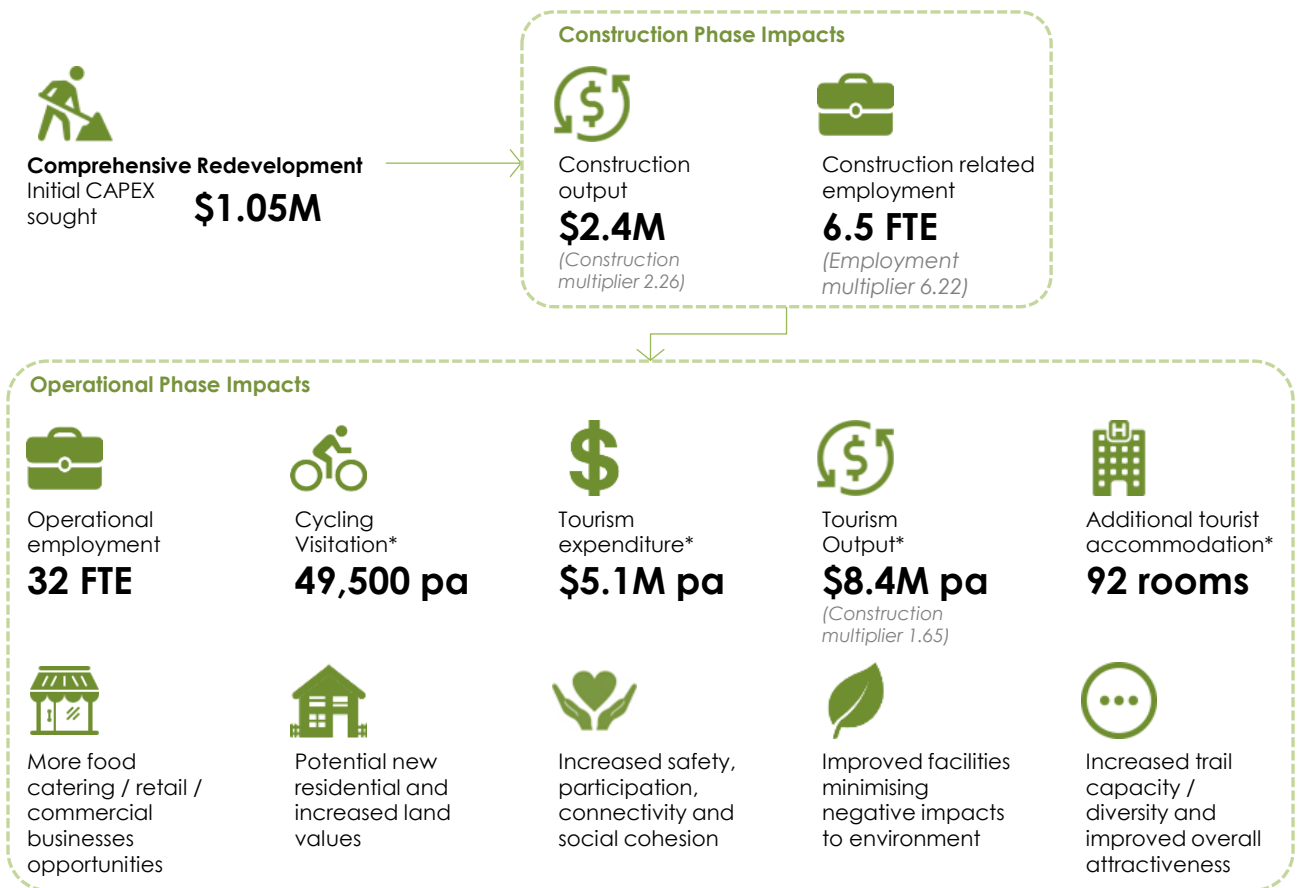 Construction Phase Impacts
Comprehensive Redevelopment
Initial CAPEX
sought
$1.05M
Construction
output
$2.4M
(Construction
multiplier 2.26)
Construction related
employment
6.5 FTE
(Employment
multiplier 6.22)
Operational Phase Impacts
Operational
employment
32 FTE
Cycling
Visitation*
49,500 pa
Tourism
expenditure*
$5.1M pa
Tourism
Output*
$8.4M pa
(Construction
multiplier 1.65)
H
Additional tourist
accommodation*
92 rooms
More food
catering / retail /
commercial
businesses
opportunities
Potential new
residential and
increased land
values
Increased safety,
participation,
connectivity and
social cohesion
Improved facilities
minimising
negative impacts
to environment
Increased trail
capacity /
diversity and
improved overall
attractiveness